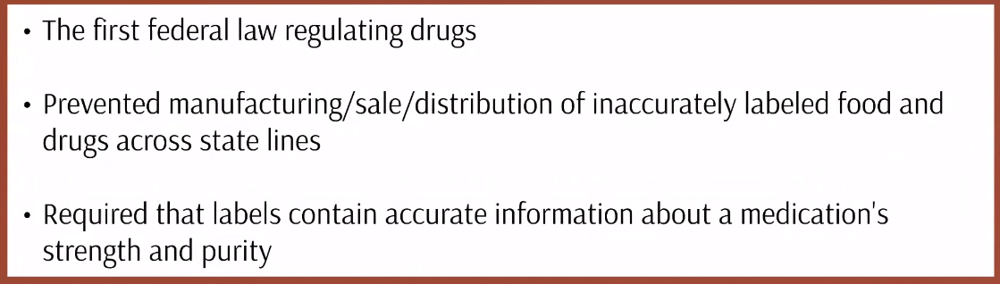 • The first federal law regulating drugs
• Prevented manufacturing/sale/distribution of inaccurately labeled food and
drugs across state lines
• Required that labels contain accurate information about a medication's
strength and purity